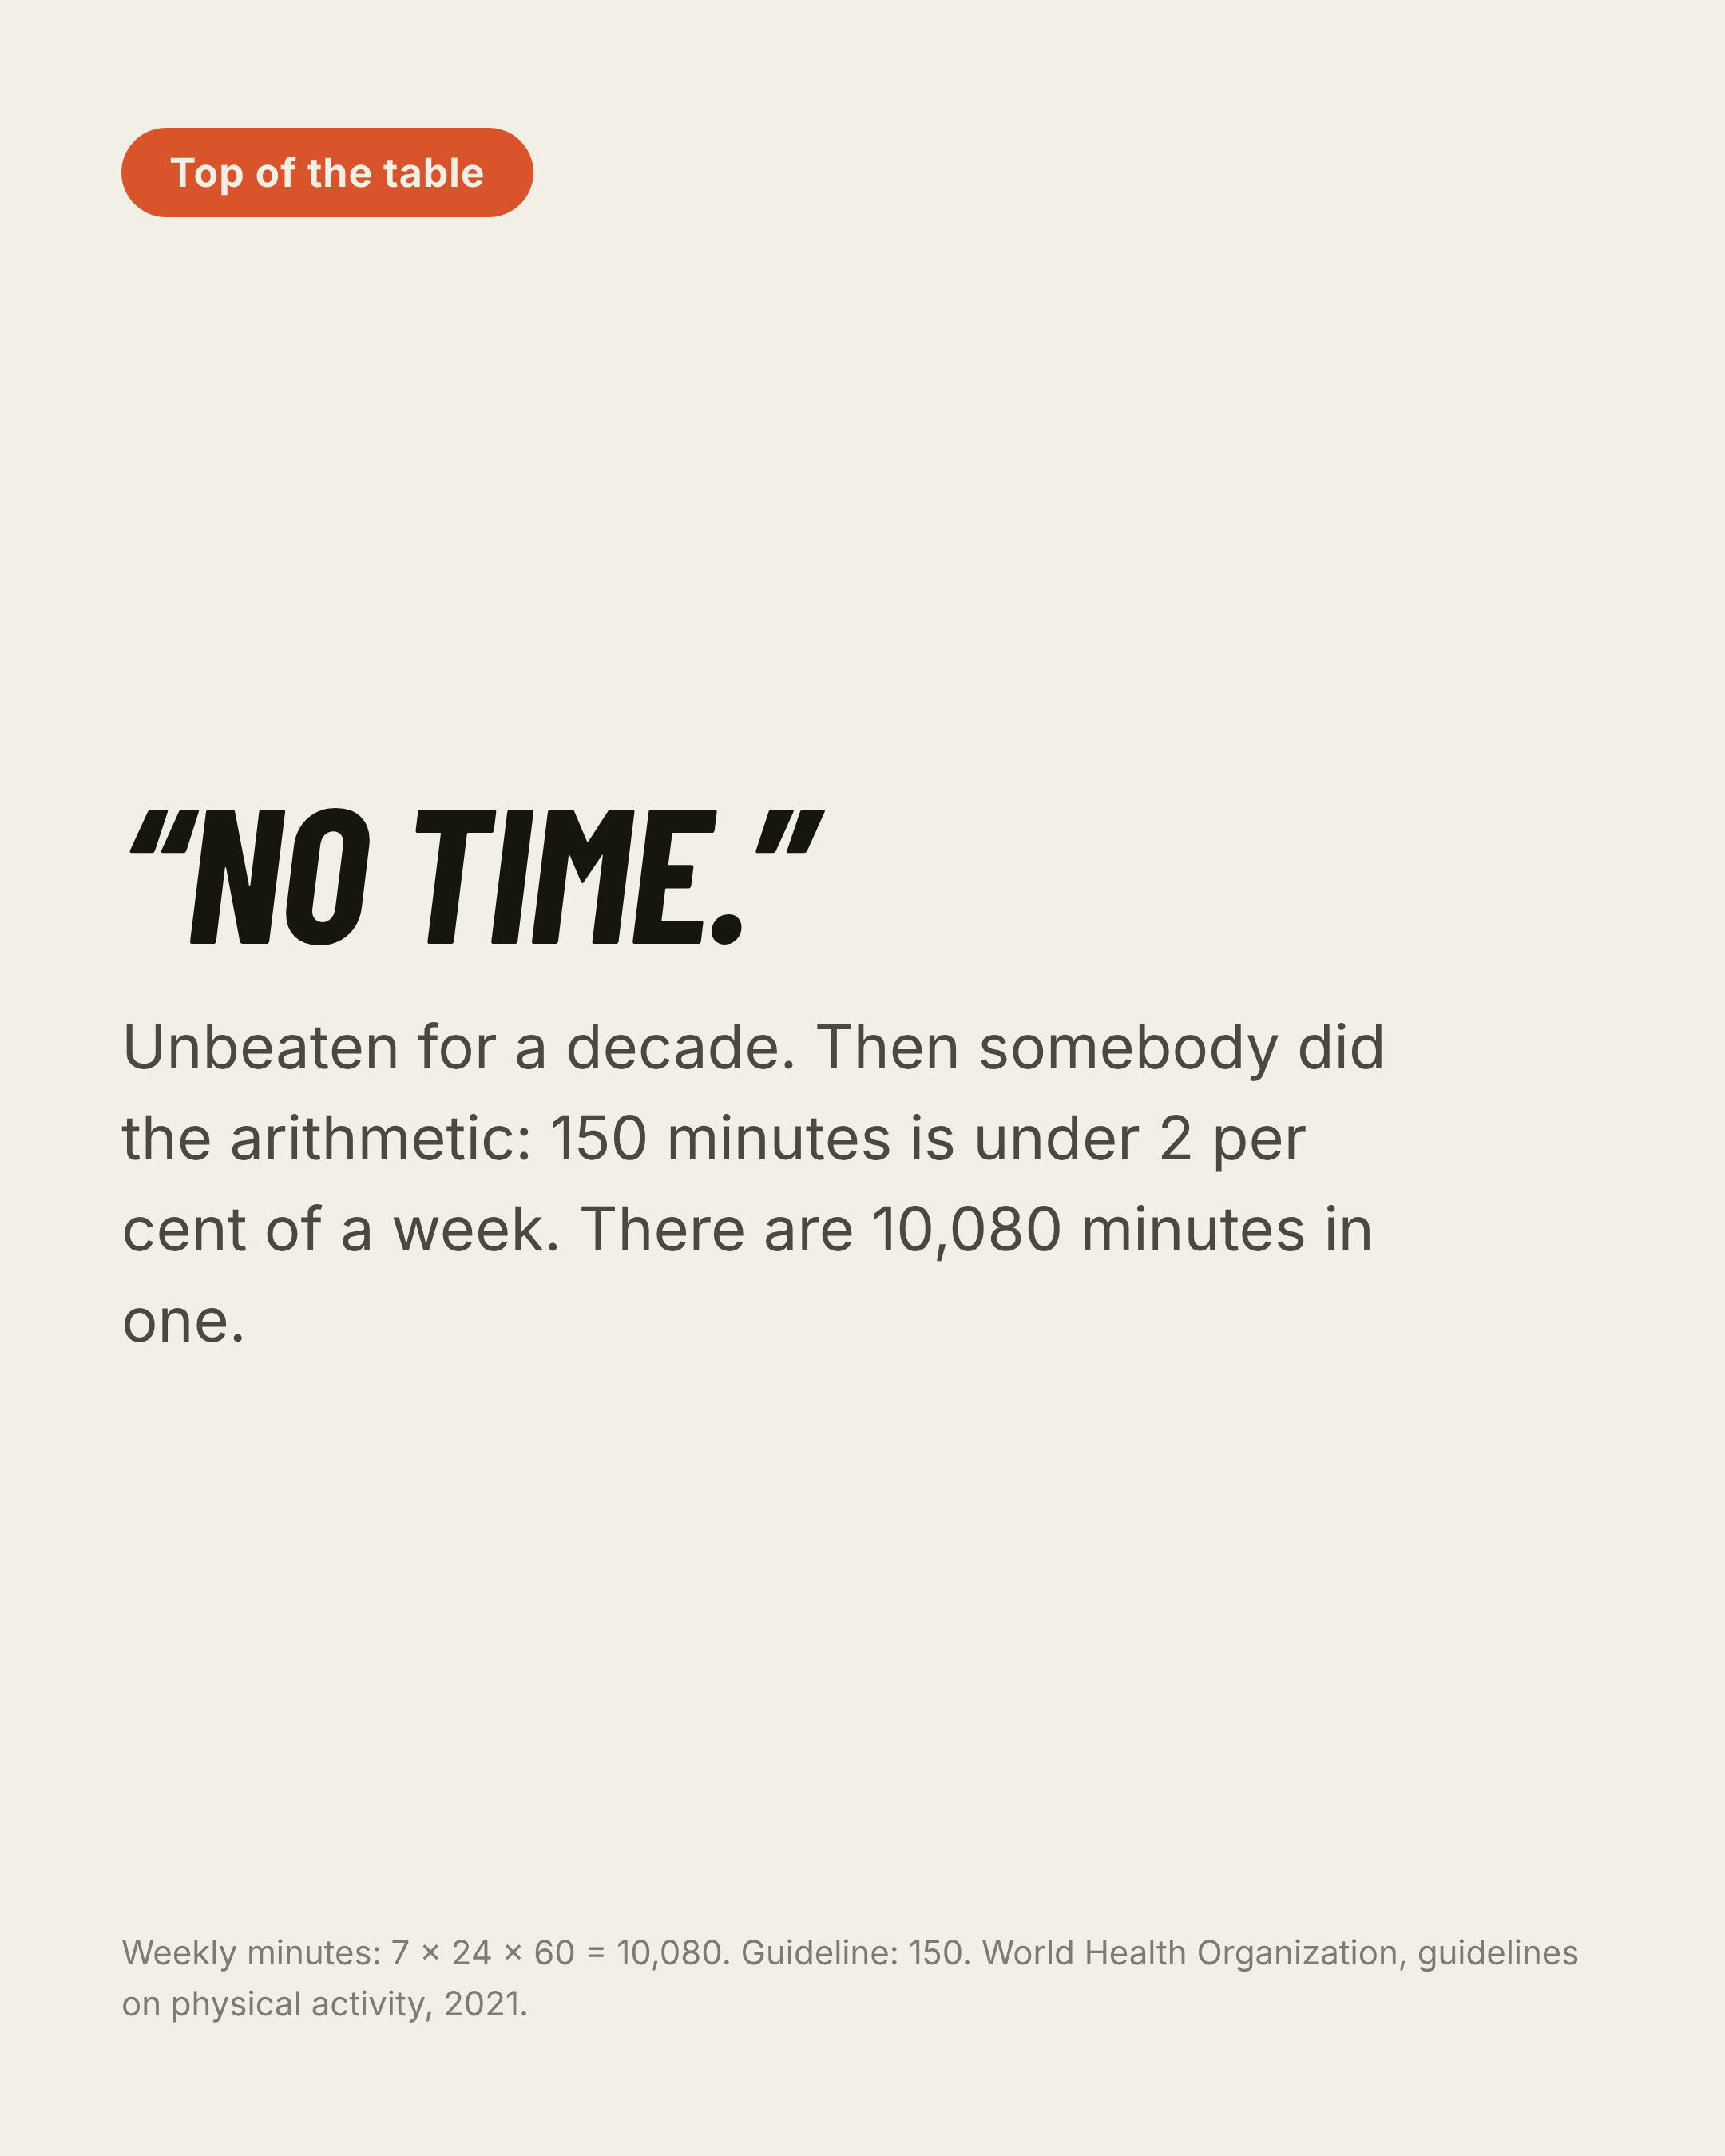 Top of the table
“NO TIME.”
Unbeaten for a decade. Then somebody did
the arithmetic: 150 minutes is under 2 per
cent of a week. There are 10,080 minutes in
one.
Weekly minutes: 7 × 24 × 60 = 10,080. Guideline: 150. World Health Organization, guidelines
on physical activity, 2021.